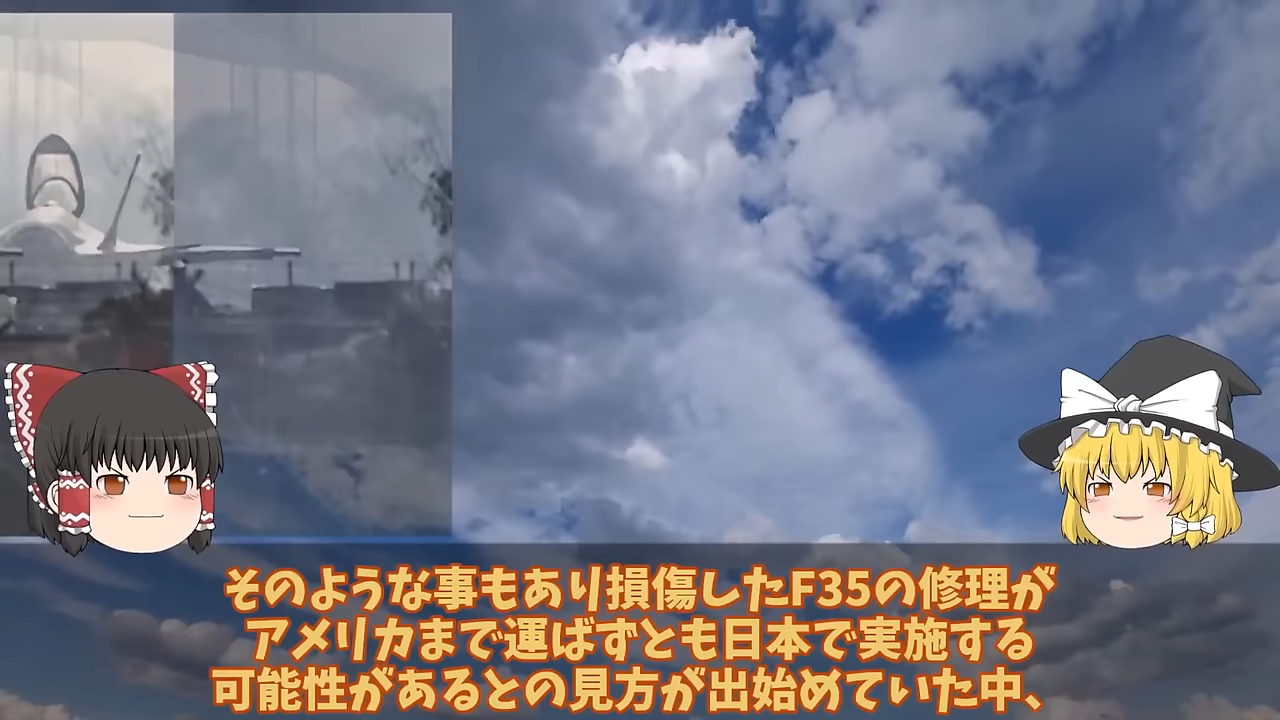 そのような事もあり損傷したF35の修理が
アメリカまで運ばずとも日本で実施する
可能性があるとの見方が出始めていた中、